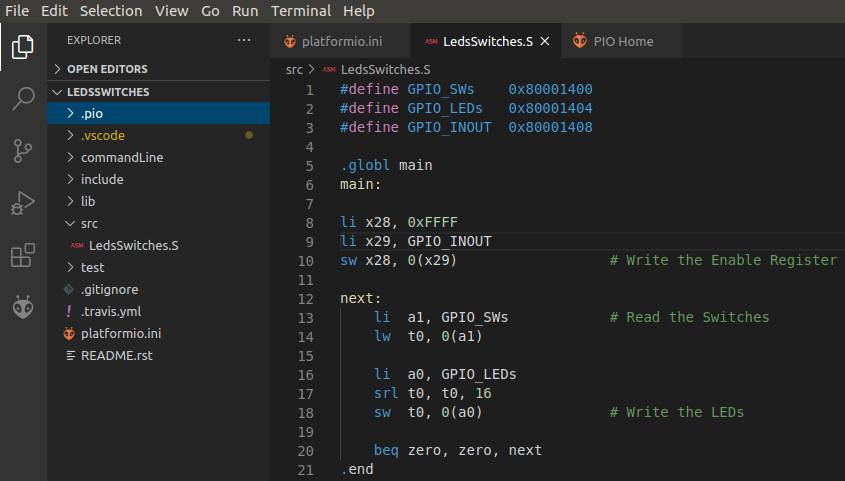 File Edit Selection View Go Run Terminal Help
EXPLORER ...
OPEN EDITORS
LEDSSWITCHES
.pio
.vscode
commandLine
include
lib
src
ASM LedsSwitches.S
test
.gitignore
! .travis.yml
platformio.ini
README.rst
platformio.ini ASM LedsSwitches.S × PIO Home
src > ASM LedsSwitches.S
1 #define GPIO_SWs    0x80001400
2 #define GPIO_LEDs   0x80001404
3 #define GPIO_INOUT  0x80001408
4
5 .globl main
6 main:
7
8 li x28, 0xFFFF
9 li x29, GPIO_INOUT
10 sw x28, 0(x29)                  # Write the Enable Register
11
12 next:
13     li  a1, GPIO_SWs            # Read the Switches
14     lw  t0, 0(a1)
15
16     li  a0, GPIO_LEDs
17     srl t0, t0, 16
18     sw  t0, 0(a0)               # Write the LEDs
19
20     beq zero, zero, next
21 .end